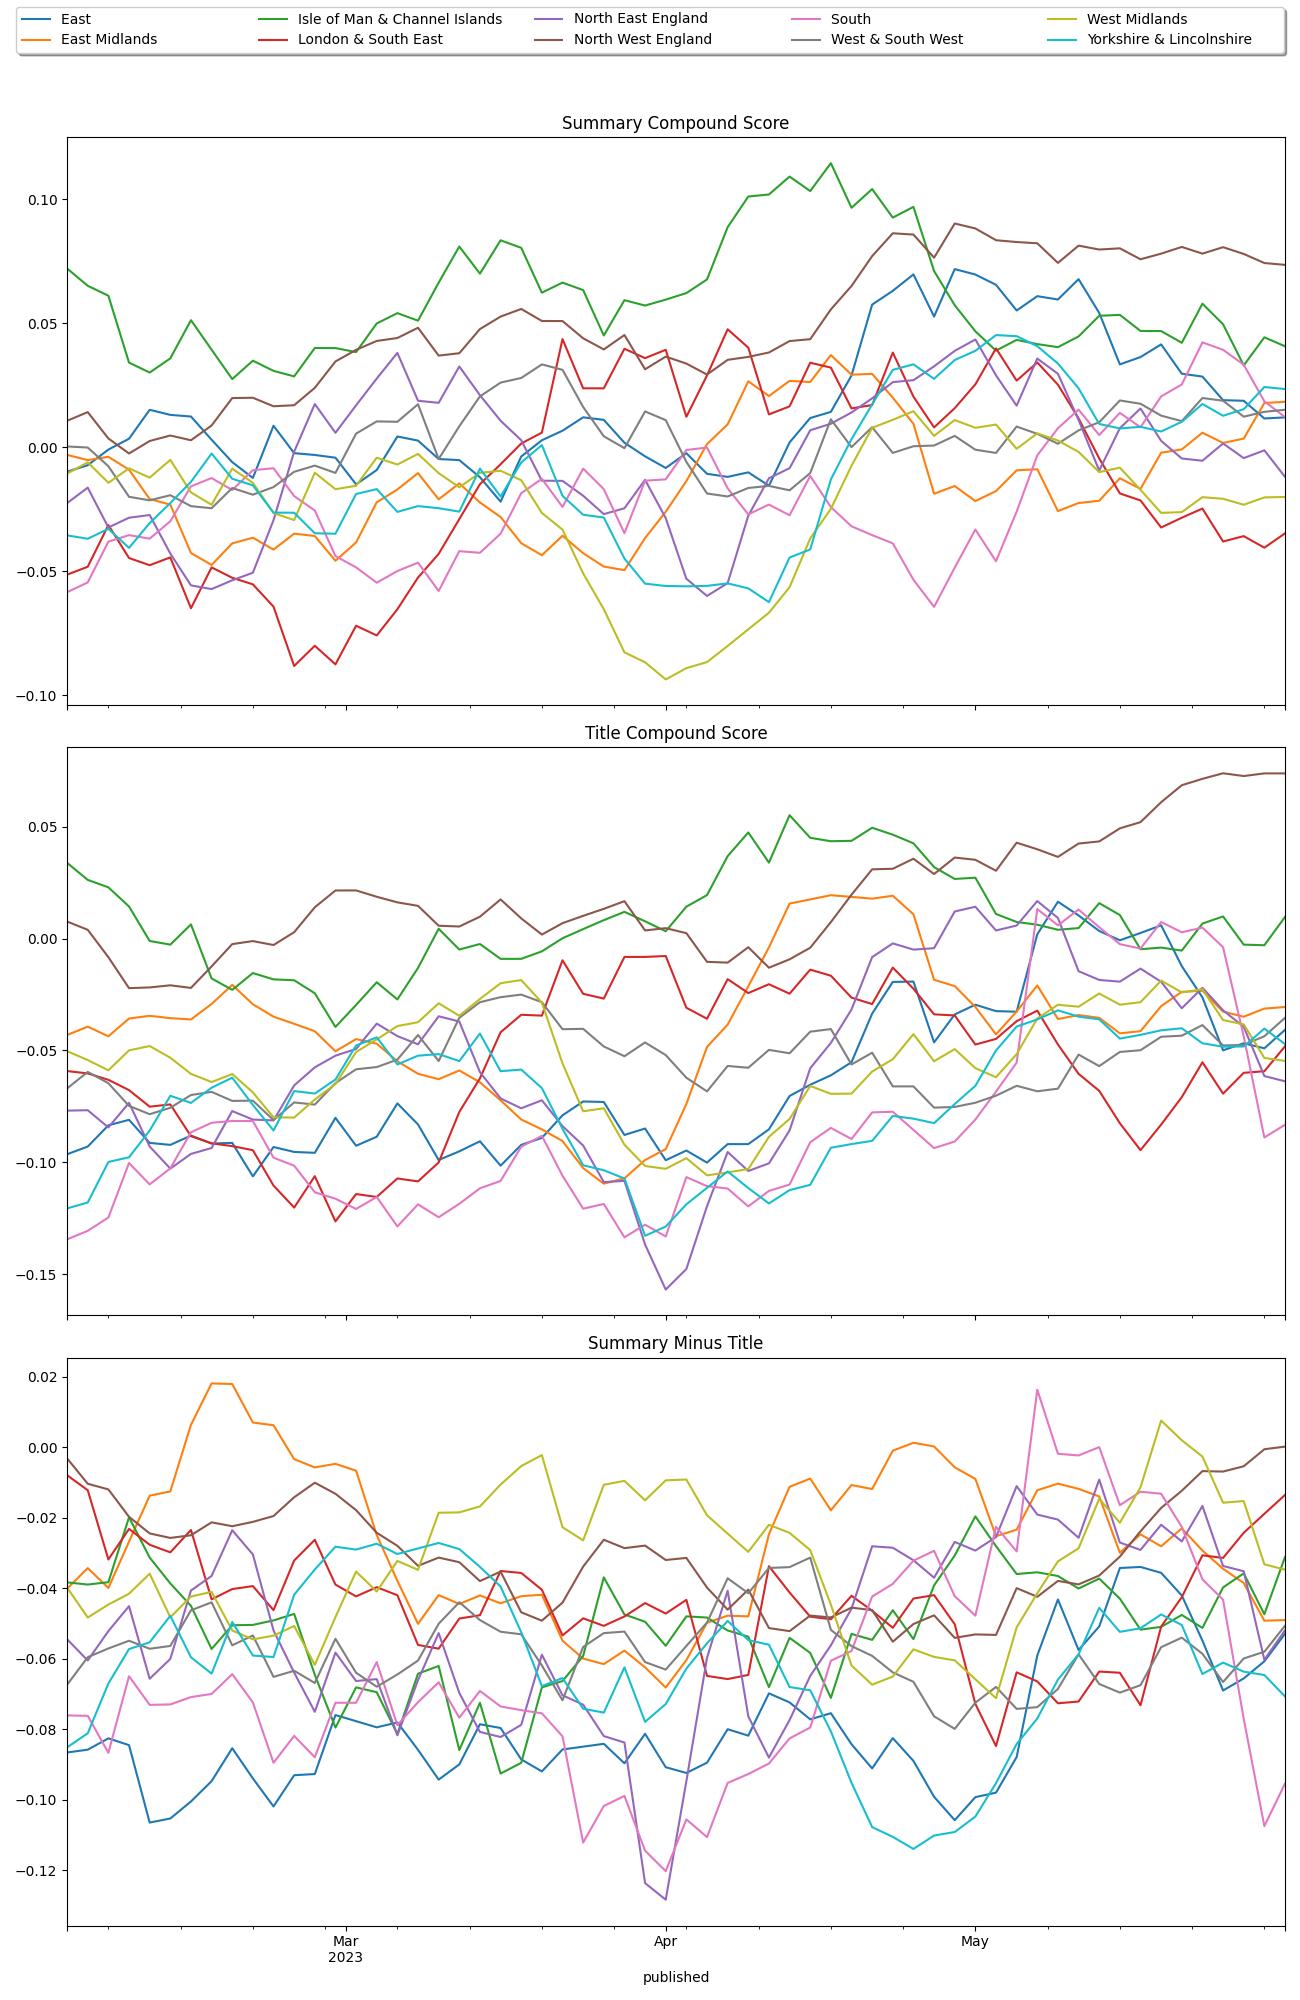 East
Isle of Man & Channel Islands
North East England
South
West Midlands
East Midlands
London & South East
North West England
West & South West
Yorkshire & Lincolnshire
Summary Compound Score
0.10
0.05
0.00
−0.05
−0.10
Title Compound Score
0.05
0.00
−0.05
−0.10
−0.15
Summary Minus Title
0.02
0.00
−0.02
−0.04
−0.06
−0.08
−0.10
−0.12
Mar
2023
Apr
May
published